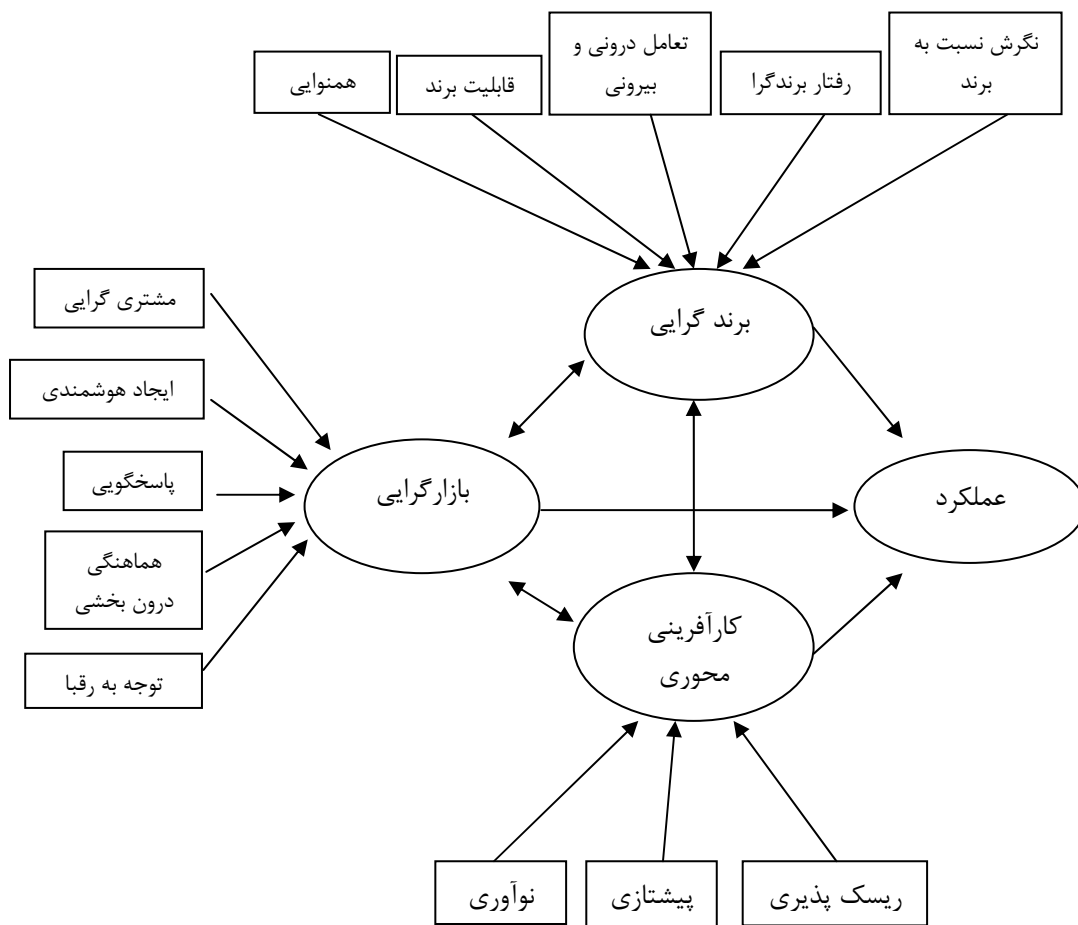 نگرش نسبت به
برند
رفتار برندگرا
تعامل درونی و
بیرونی
قابلیت برند
همنوایی
برند گرایی
مشتری گرایی
ایجاد هوشمندی
پاسخگویی
هماهنگی
درون بخشی
توجه به رقبا
بازارگرایی
عملکرد
کارآفرینی
محوری
ریسک پذیری
پیشتازی
نوآوری